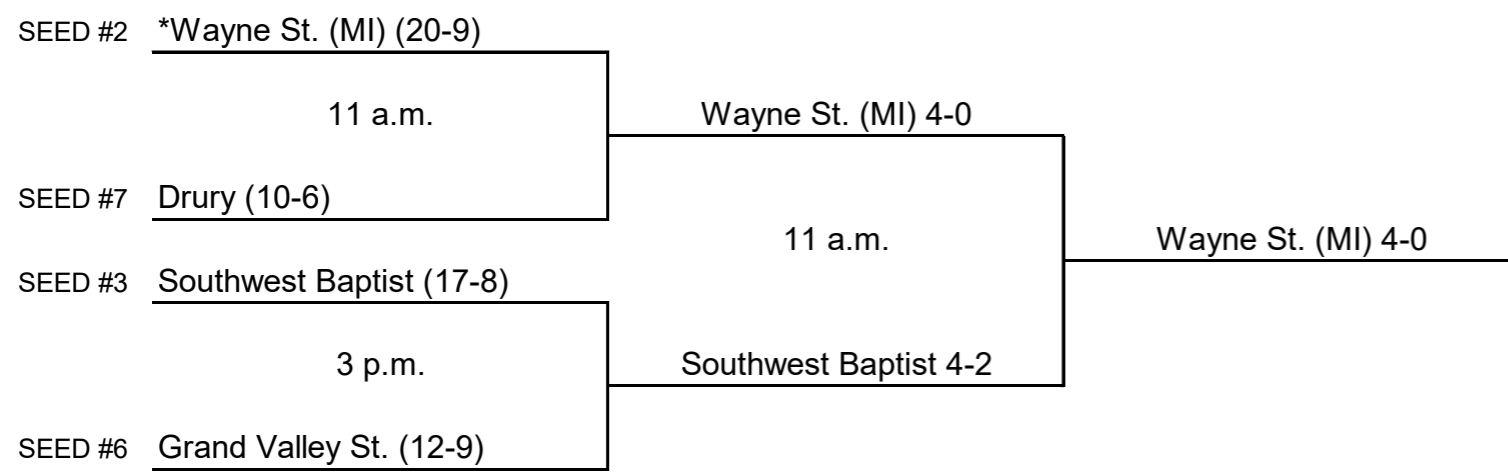 SEED #2 *Wayne St. (MI) (20-9)
11 a.m.
Wayne St. (MI) 4-0
SEED #7 Drury (10-6)
11 a.m.
Wayne St. (MI) 4-0
SEED #3 Southwest Baptist (17-8)
3 p.m.
Southwest Baptist 4-2
SEED #6 Grand Valley St. (12-9)